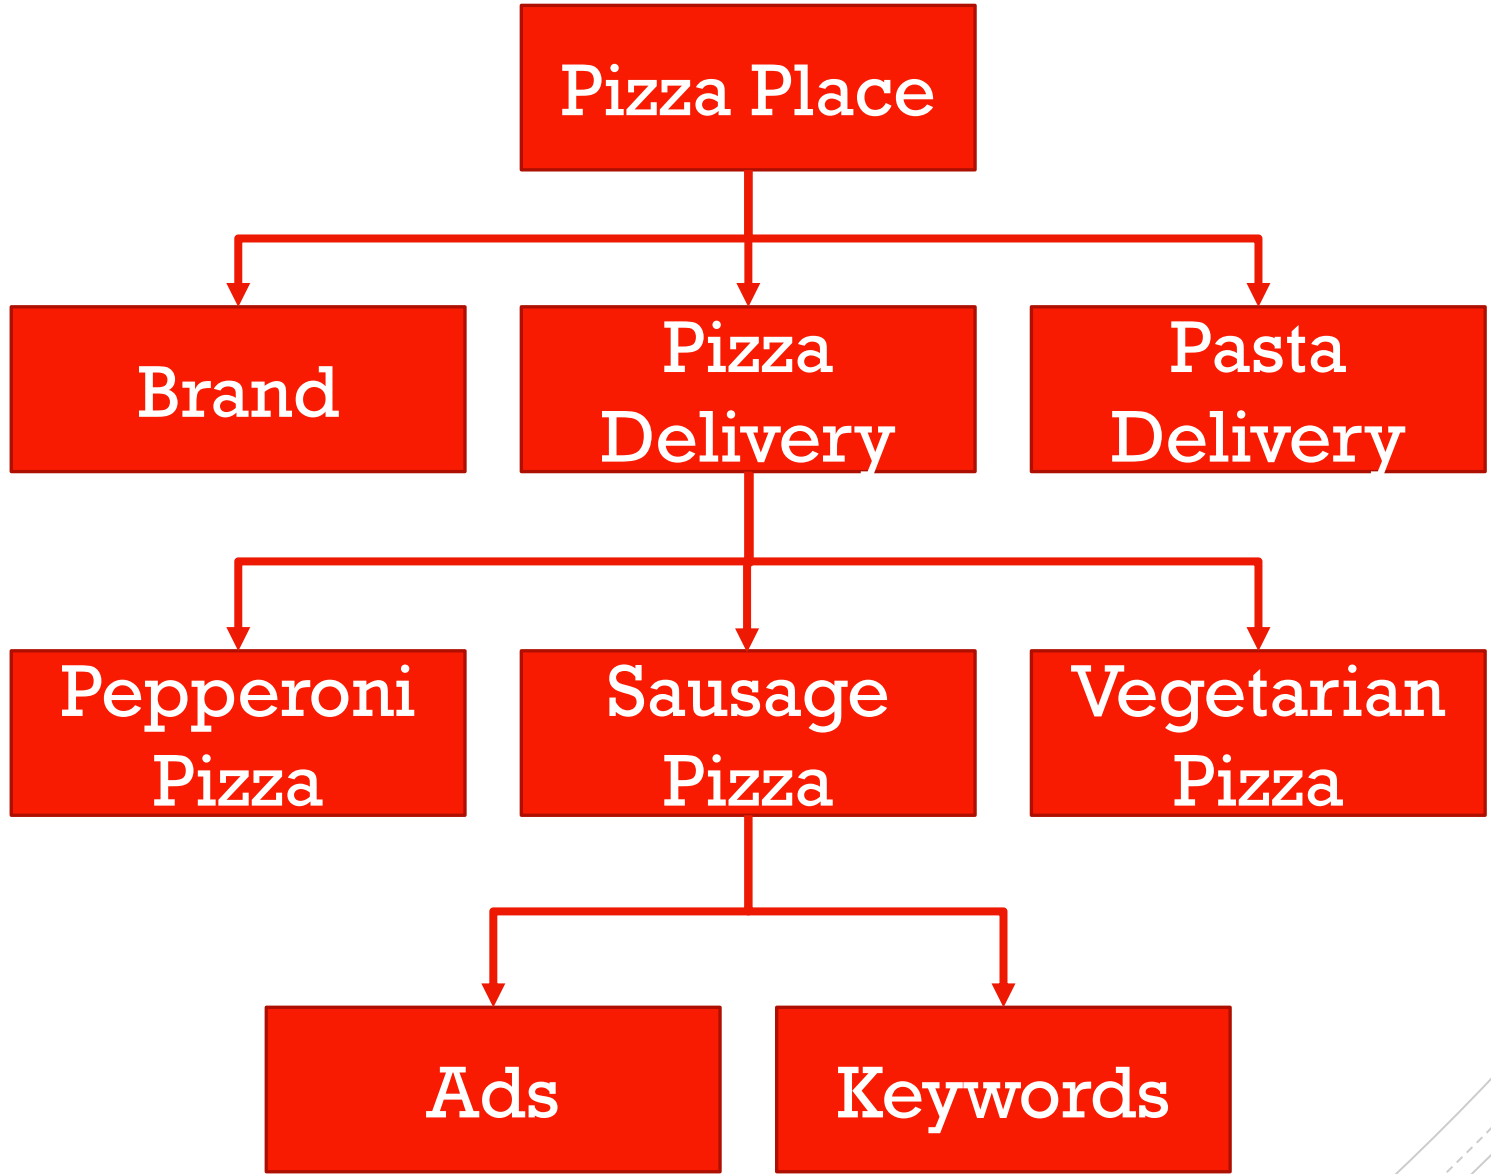 Pizza Place
Brand
Pizza
Delivery
Pasta
Delivery
Pepperoni
Pizza
Sausage
Pizza
Vegetarian
Pizza
Ads
Keywords